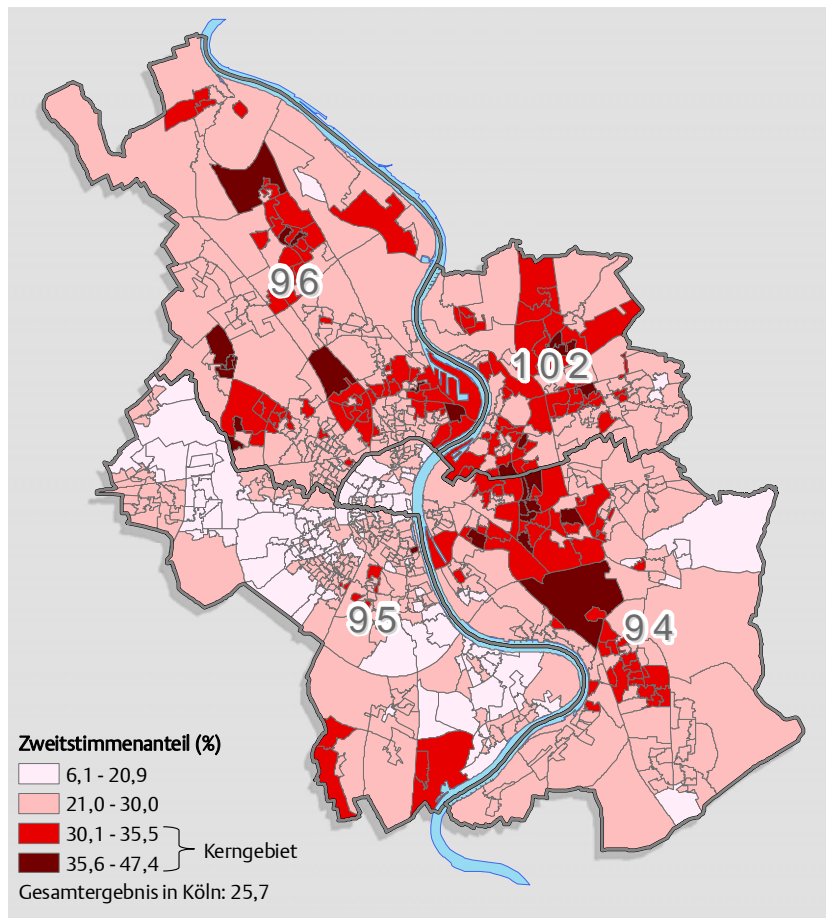 96
102
95
94
Zweitstimmenanteil (%)
6,1 - 20,9
21,0 - 30,0
30,1 - 35,5
Kerngebiet
35,6 - 47,4
Gesamtergebnis in Köln: 25,7